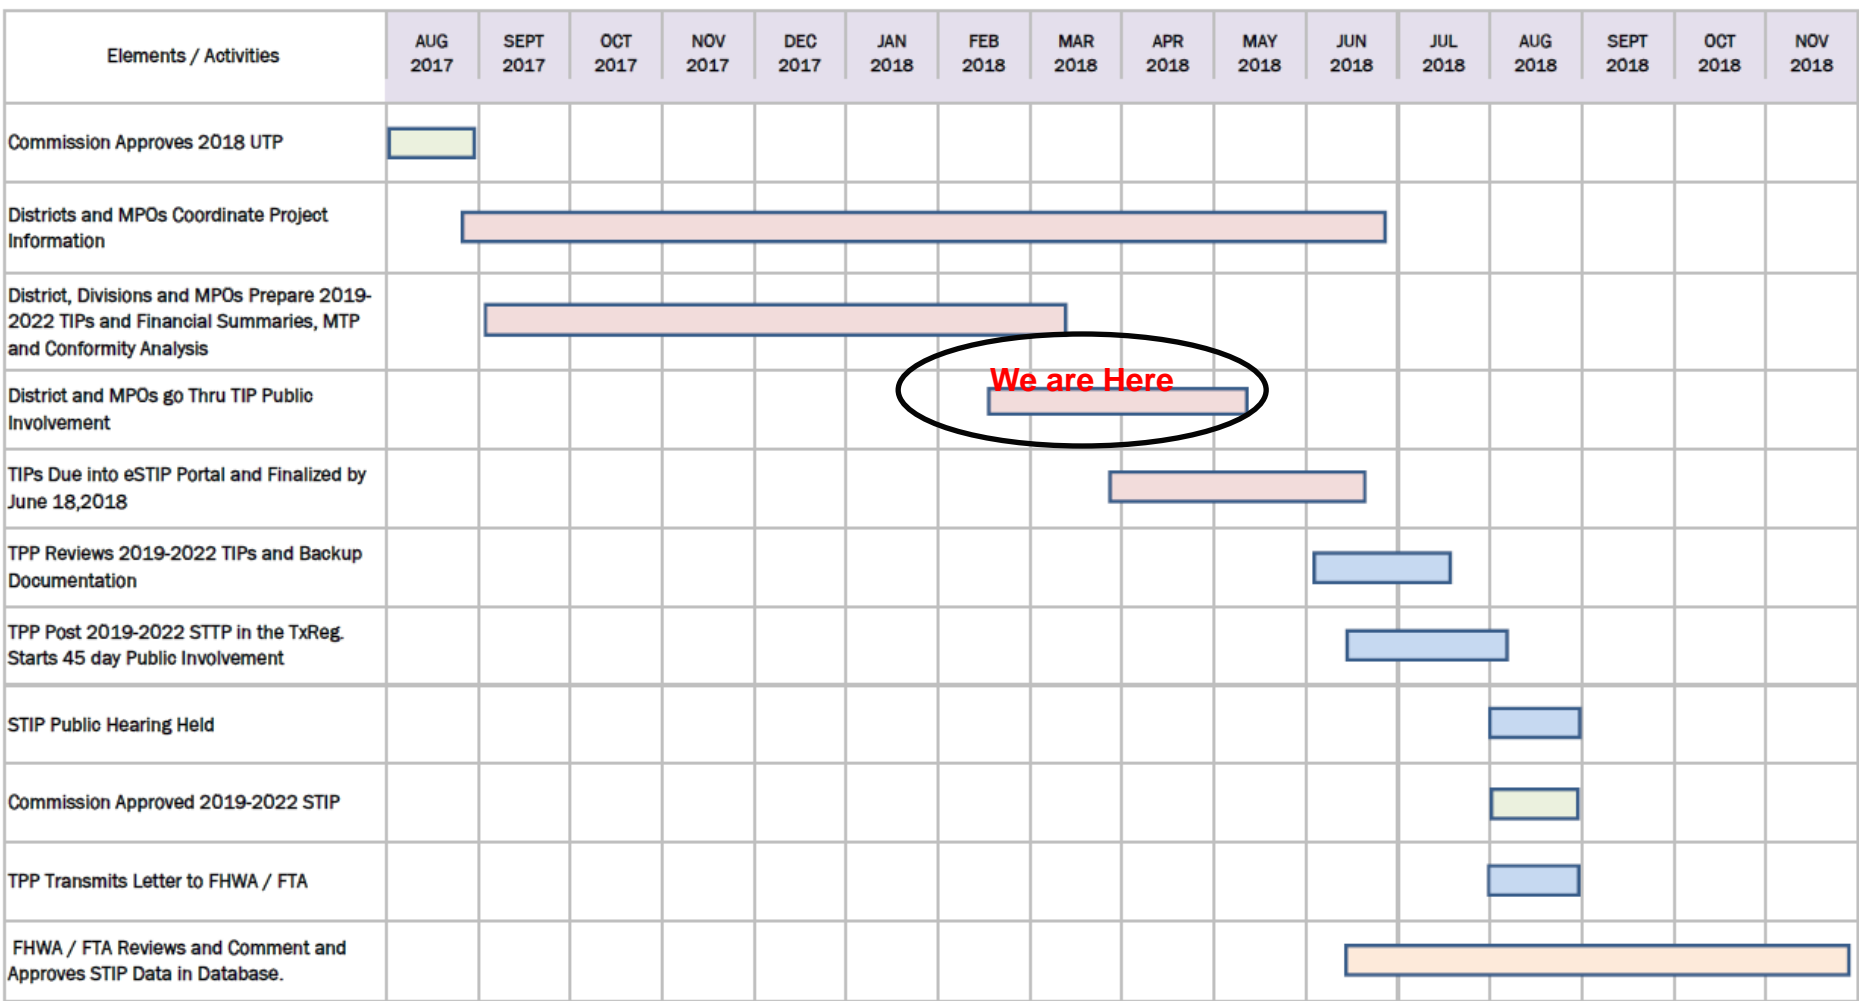 Elements / Activities
AUG 2017
SEPT 2017
OCT 2017
NOV 2017
DEC 2017
JAN 2018
FEB 2018
MAR 2018
APR 2018
MAY 2018
JUN 2018
JUL 2018
AUG 2018
SEPT 2018
OCT 2018
NOV 2018
Commission Approves 2018 UTP
Districts and MPOs Coordinate Project
Information
District, Divisions and MPOs Prepare 2019-
2022 TIPs and Financial Summaries, MTP
and Conformity Analysis
District and MPOs go Thru TIP Public
Involvement
We are Here
TIPs Due into eSTIP Portal and Finalized by
June 18,2018
TPP Reviews 2019-2022 TIPs and Backup
Documentation
TPP Post 2019-2022 STTP in the TxReg.
Starts 45 day Public Involvement
STIP Public Hearing Held
Commission Approved 2019-2022 STIP
TPP Transmits Letter to FHWA / FTA
FHWA / FTA Reviews and Comment and
Approves STIP Data in Database.